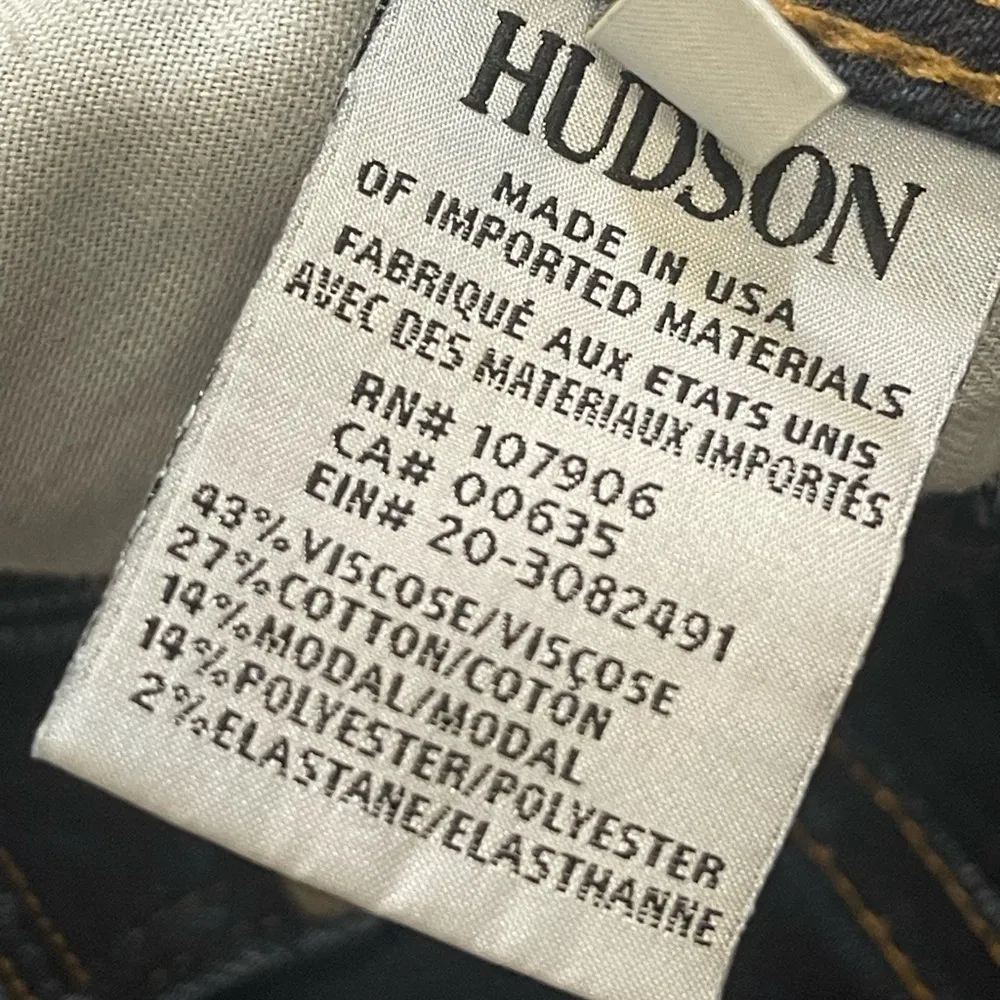 HUDSON
MADE IN USA
OF IMPORTED MATERIALS
FABRIQUÉ AUX ETATS UNIS
AVEC DES MATERIAUX IMPORTÉS
RN# 107906
CA# 00635
EIN# 20-3082491
43% VISCOSE/VISÇOSE
27% COTTON/COTON
14% MODAL/MODAL
14% POLYESTER/POLYESTER
2% ELASTANE/ELASTHANNE